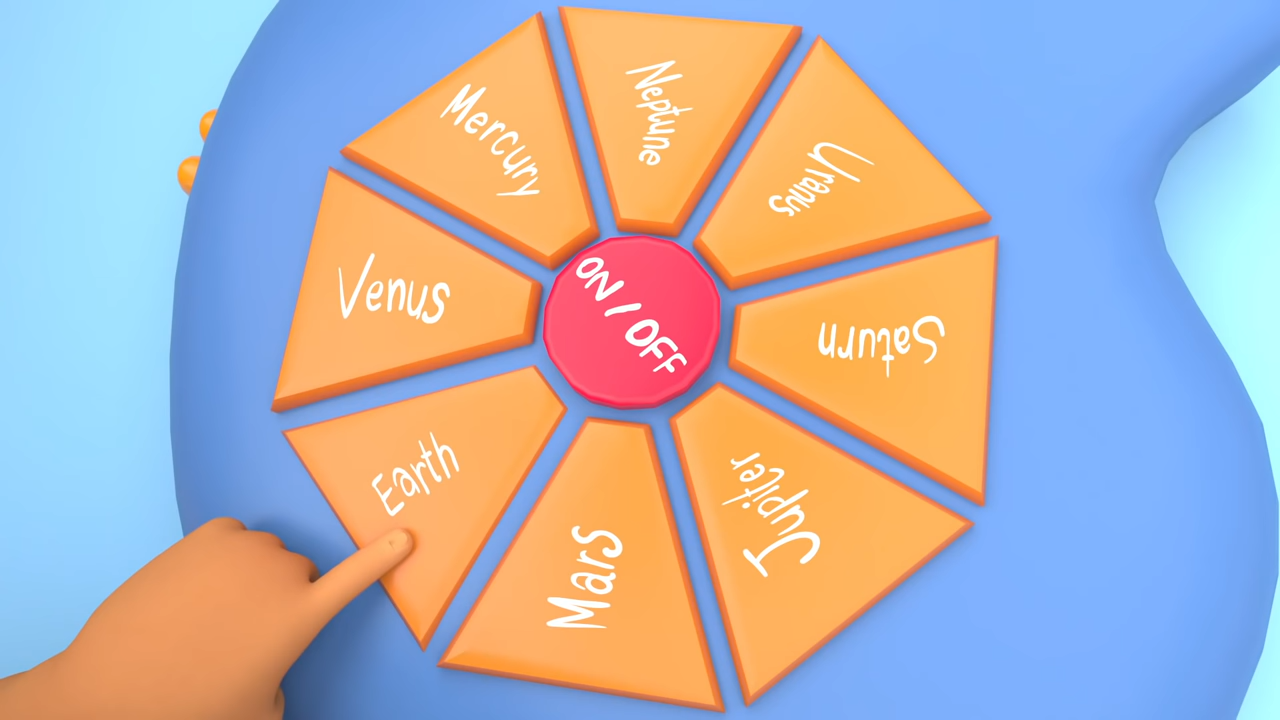 Neptune
Uranus
Saturn
Jupiter
Mars
Earth
Venus
Mercury
ON / OFF